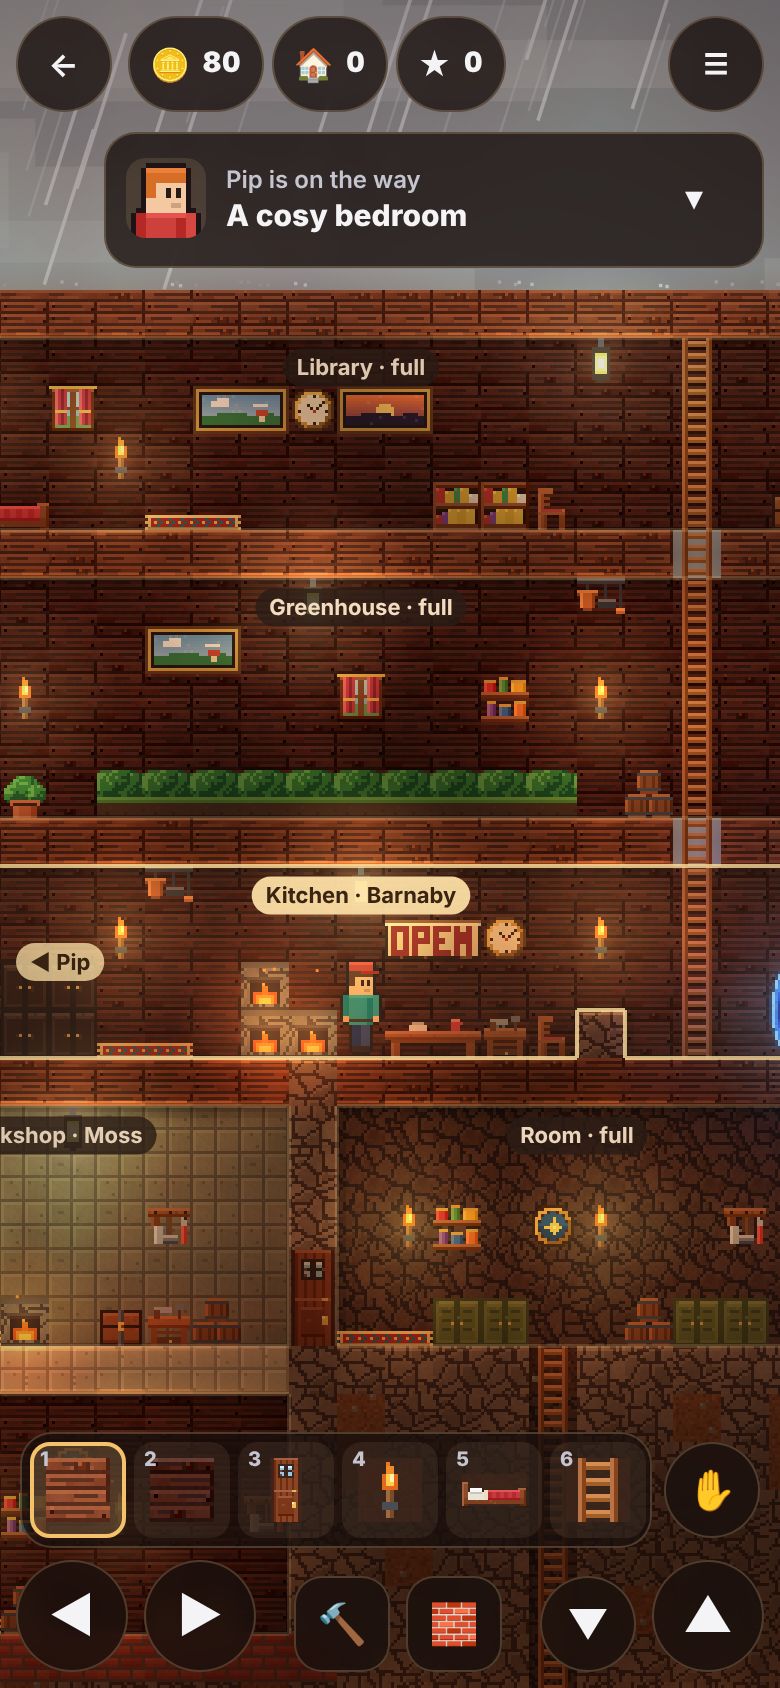 80
0
0
Pip is on the way
A cosy bedroom
Library · full
Greenhouse · full
Kitchen · Barnaby
OPEN
Pip
kshop · Moss
Room · full
1
2
3
4
5
6